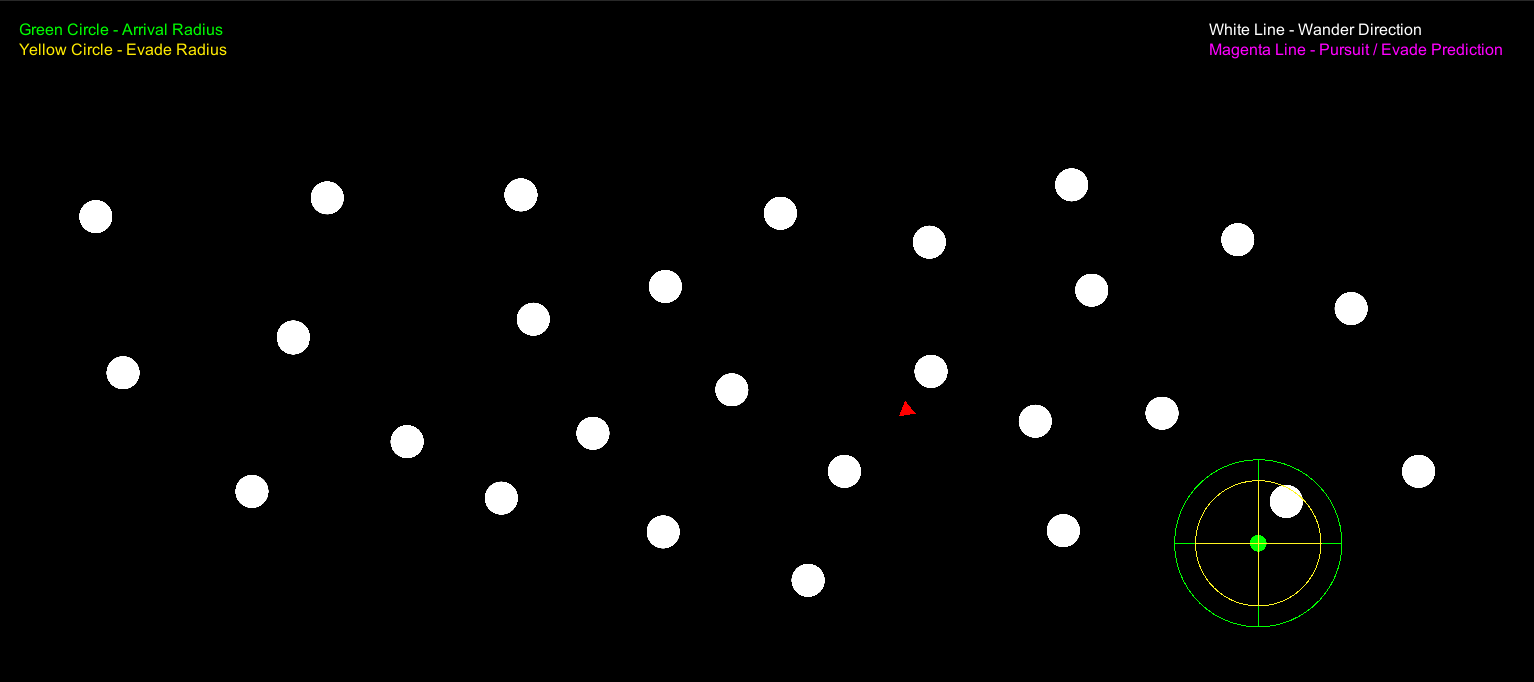 Green Circle - Arrival Radius
Yellow Circle - Evade Radius
White Line - Wander Direction
Magenta Line - Pursuit / Evade Prediction